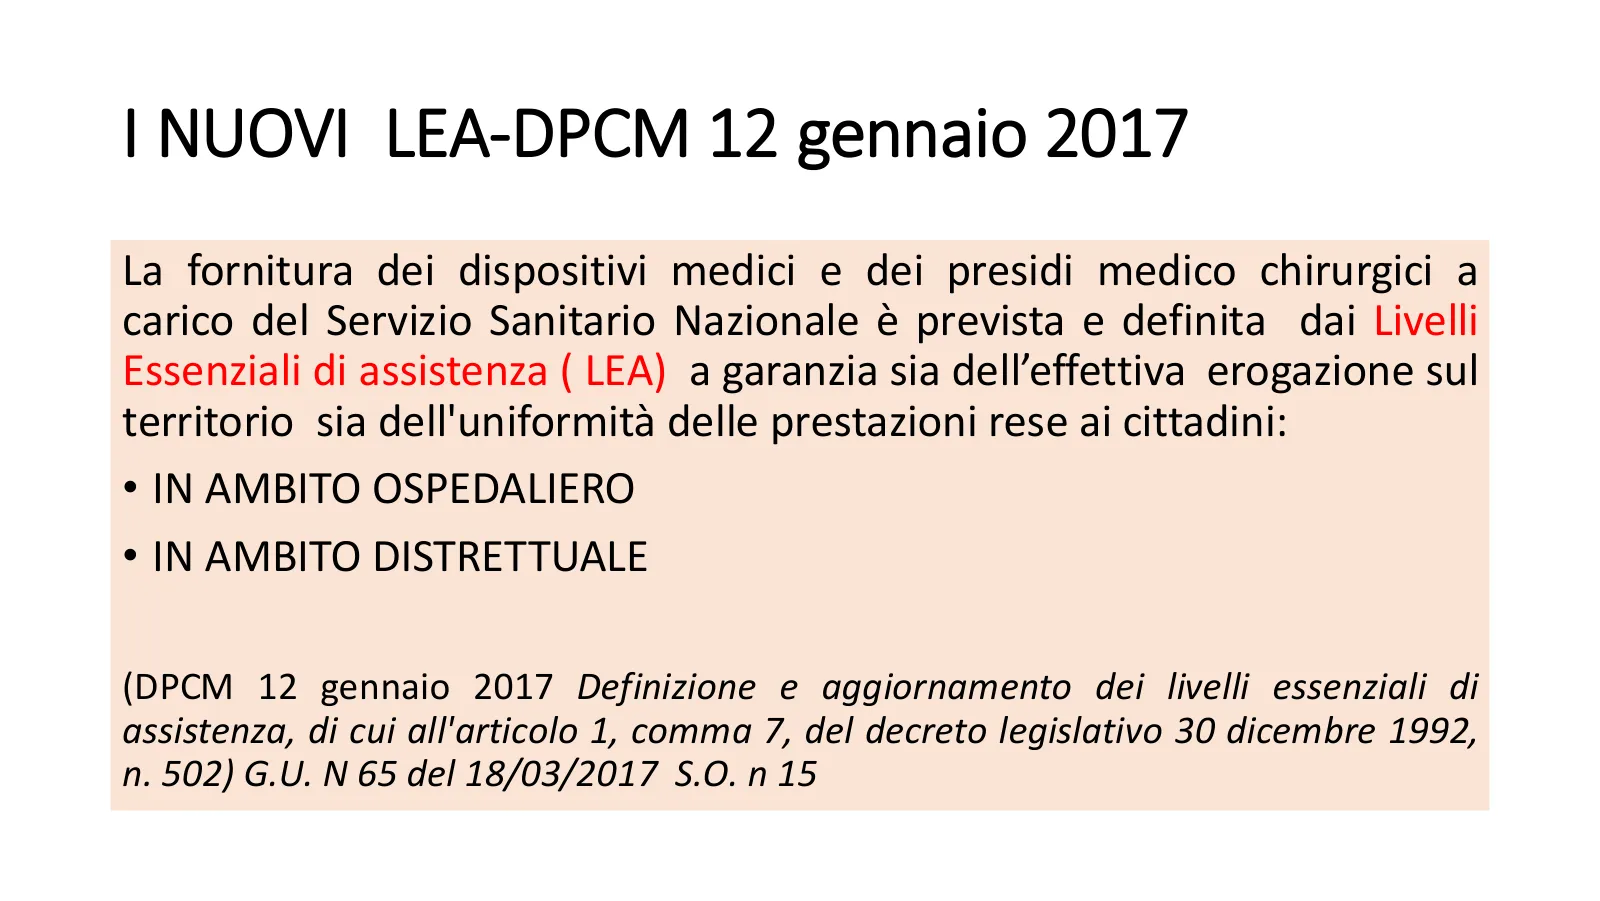 I NUOVI  LEA-DPCM 12 gennaio 2017
La fornitura dei dispositivi medici e dei presidi medico chirurgici a
carico del Servizio Sanitario Nazionale è prevista e definita  dai Livelli
Essenziali di assistenza ( LEA)  a garanzia sia dell’effettiva  erogazione sul
territorio  sia dell'uniformità delle prestazioni rese ai cittadini:
• IN AMBITO OSPEDALIERO
• IN AMBITO DISTRETTUALE
(DPCM 12 gennaio 2017 Definizione e aggiornamento dei livelli essenziali di
assistenza, di cui all'articolo 1, comma 7, del decreto legislativo 30 dicembre 1992,
n. 502) G.U. N 65 del 18/03/2017  S.O. n 15